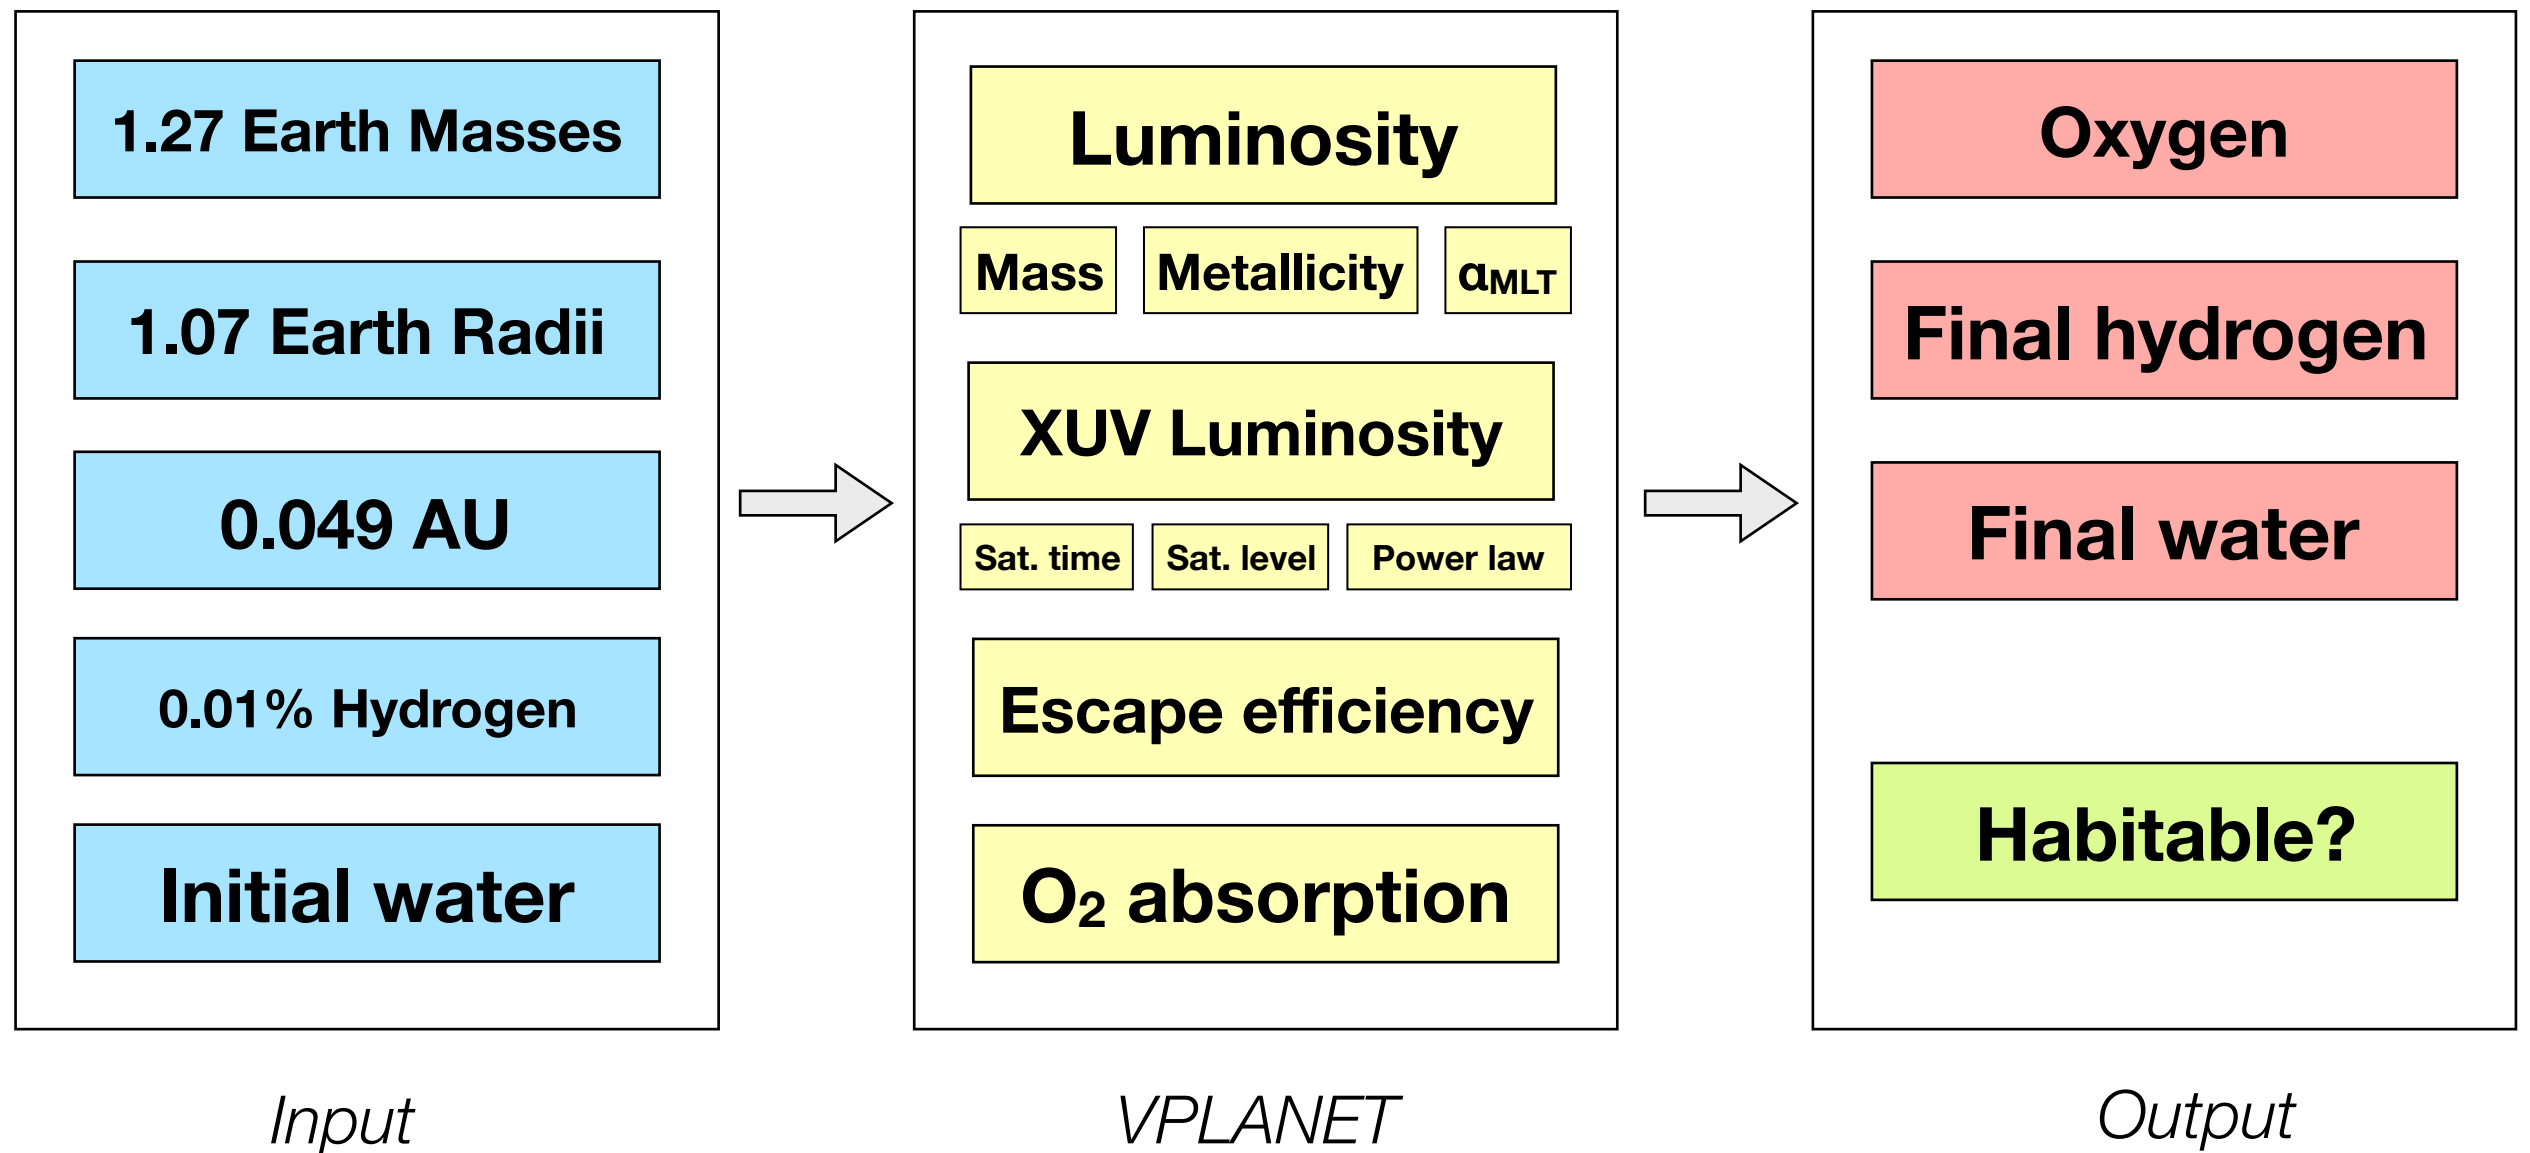 1.27 Earth Masses
1.07 Earth Radii
0.049 AU
0.01% Hydrogen
Initial water
Input
Luminosity
Mass
Metallicity
αMLT
XUV Luminosity
Sat. time
Sat. level
Power law
Escape efficiency
O₂ absorption
VPLANET
Oxygen
Final hydrogen
Final water
Habitable?
Output